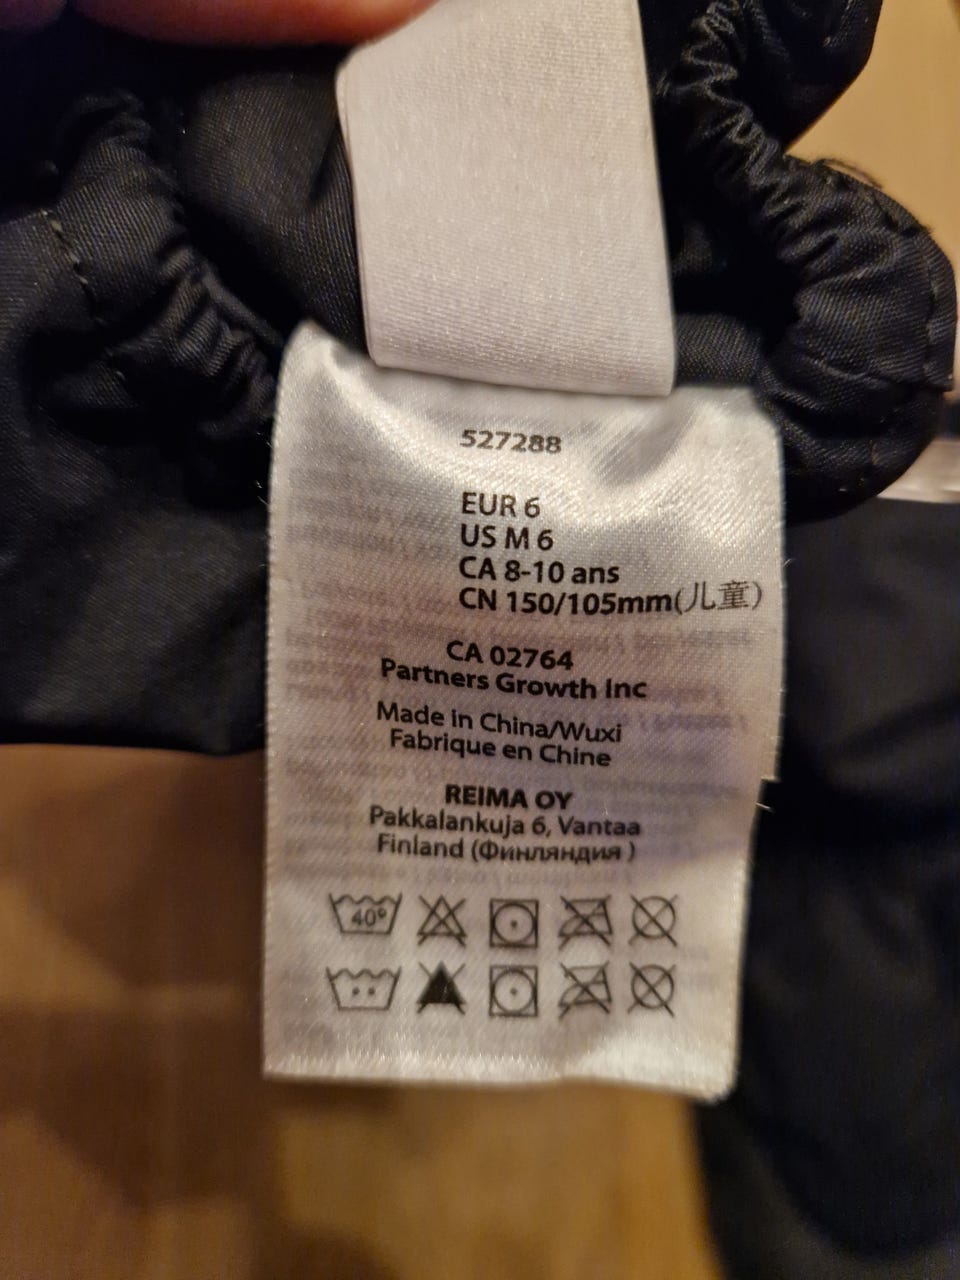 527288
EUR 6
US M 6
CA 8-10 ans
CN 150/105mm(儿童)
CA 02764
Partners Growth Inc
Made in China/Wuxi
Fabrique en Chine
REIMA OY
Pakkalankuja 6, Vantaa
Finland (Финляндия )
40°